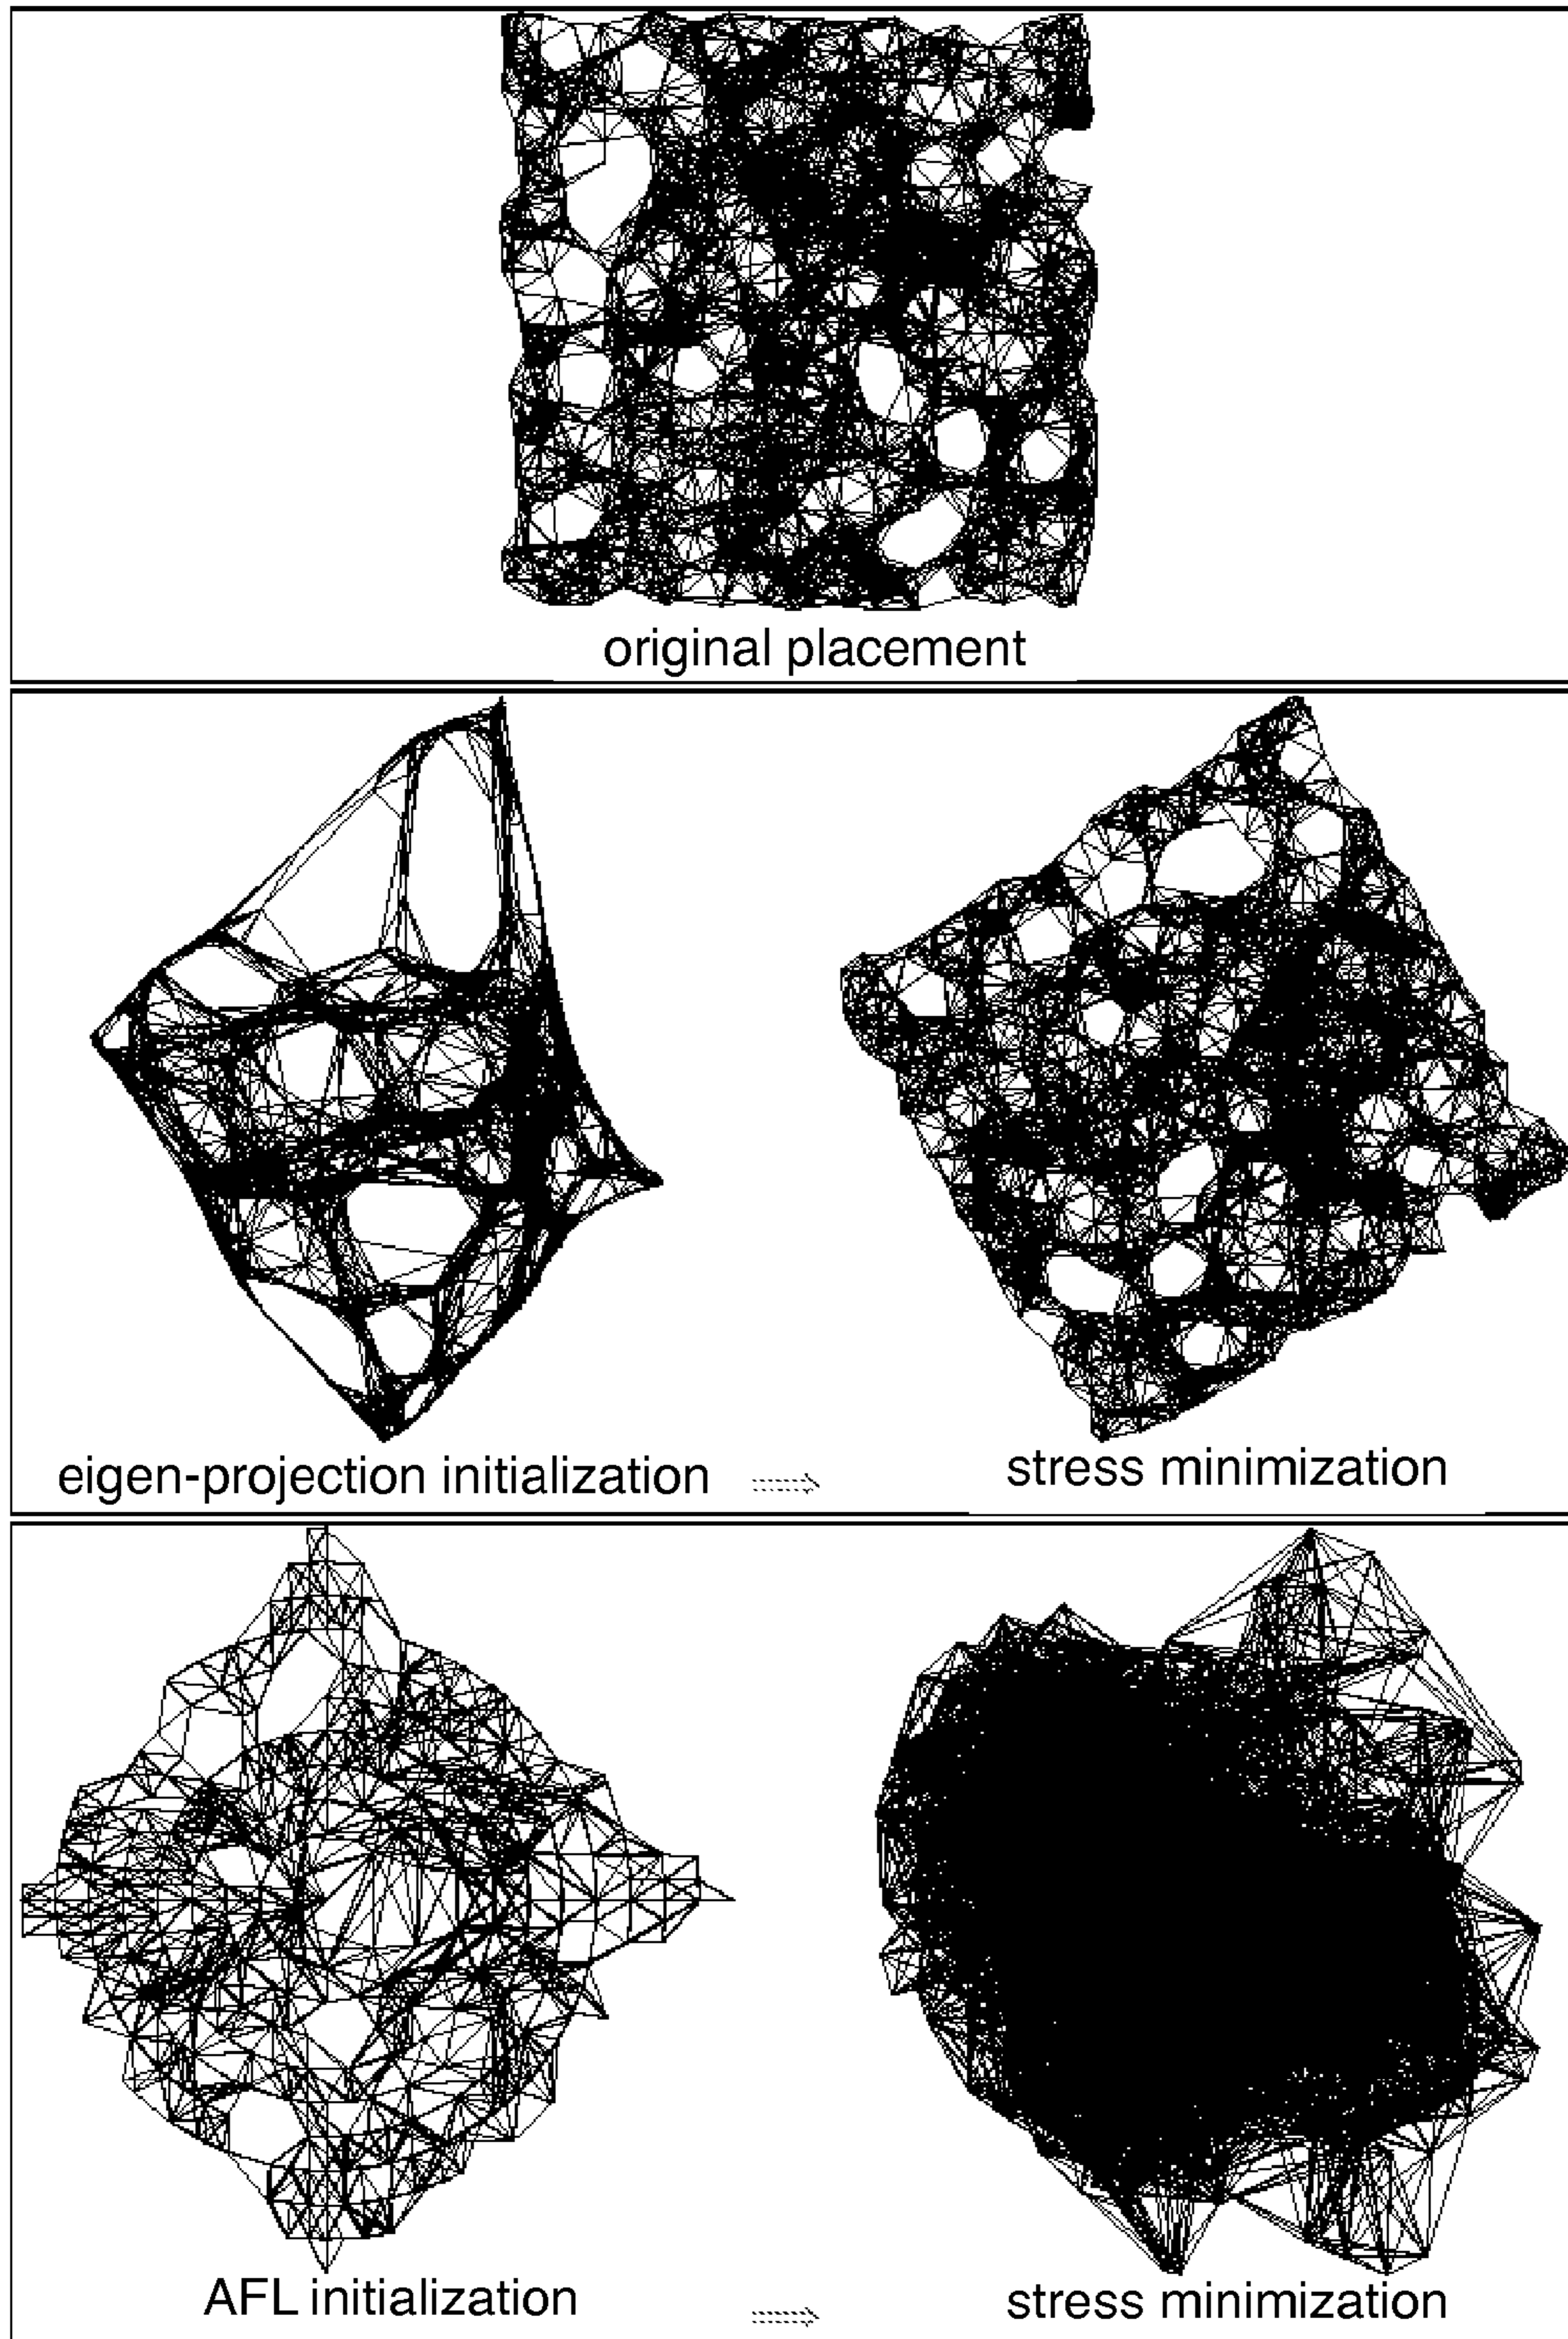 original placement
eigen-projection initialization
stress minimization
AFL initialization
stress minimization